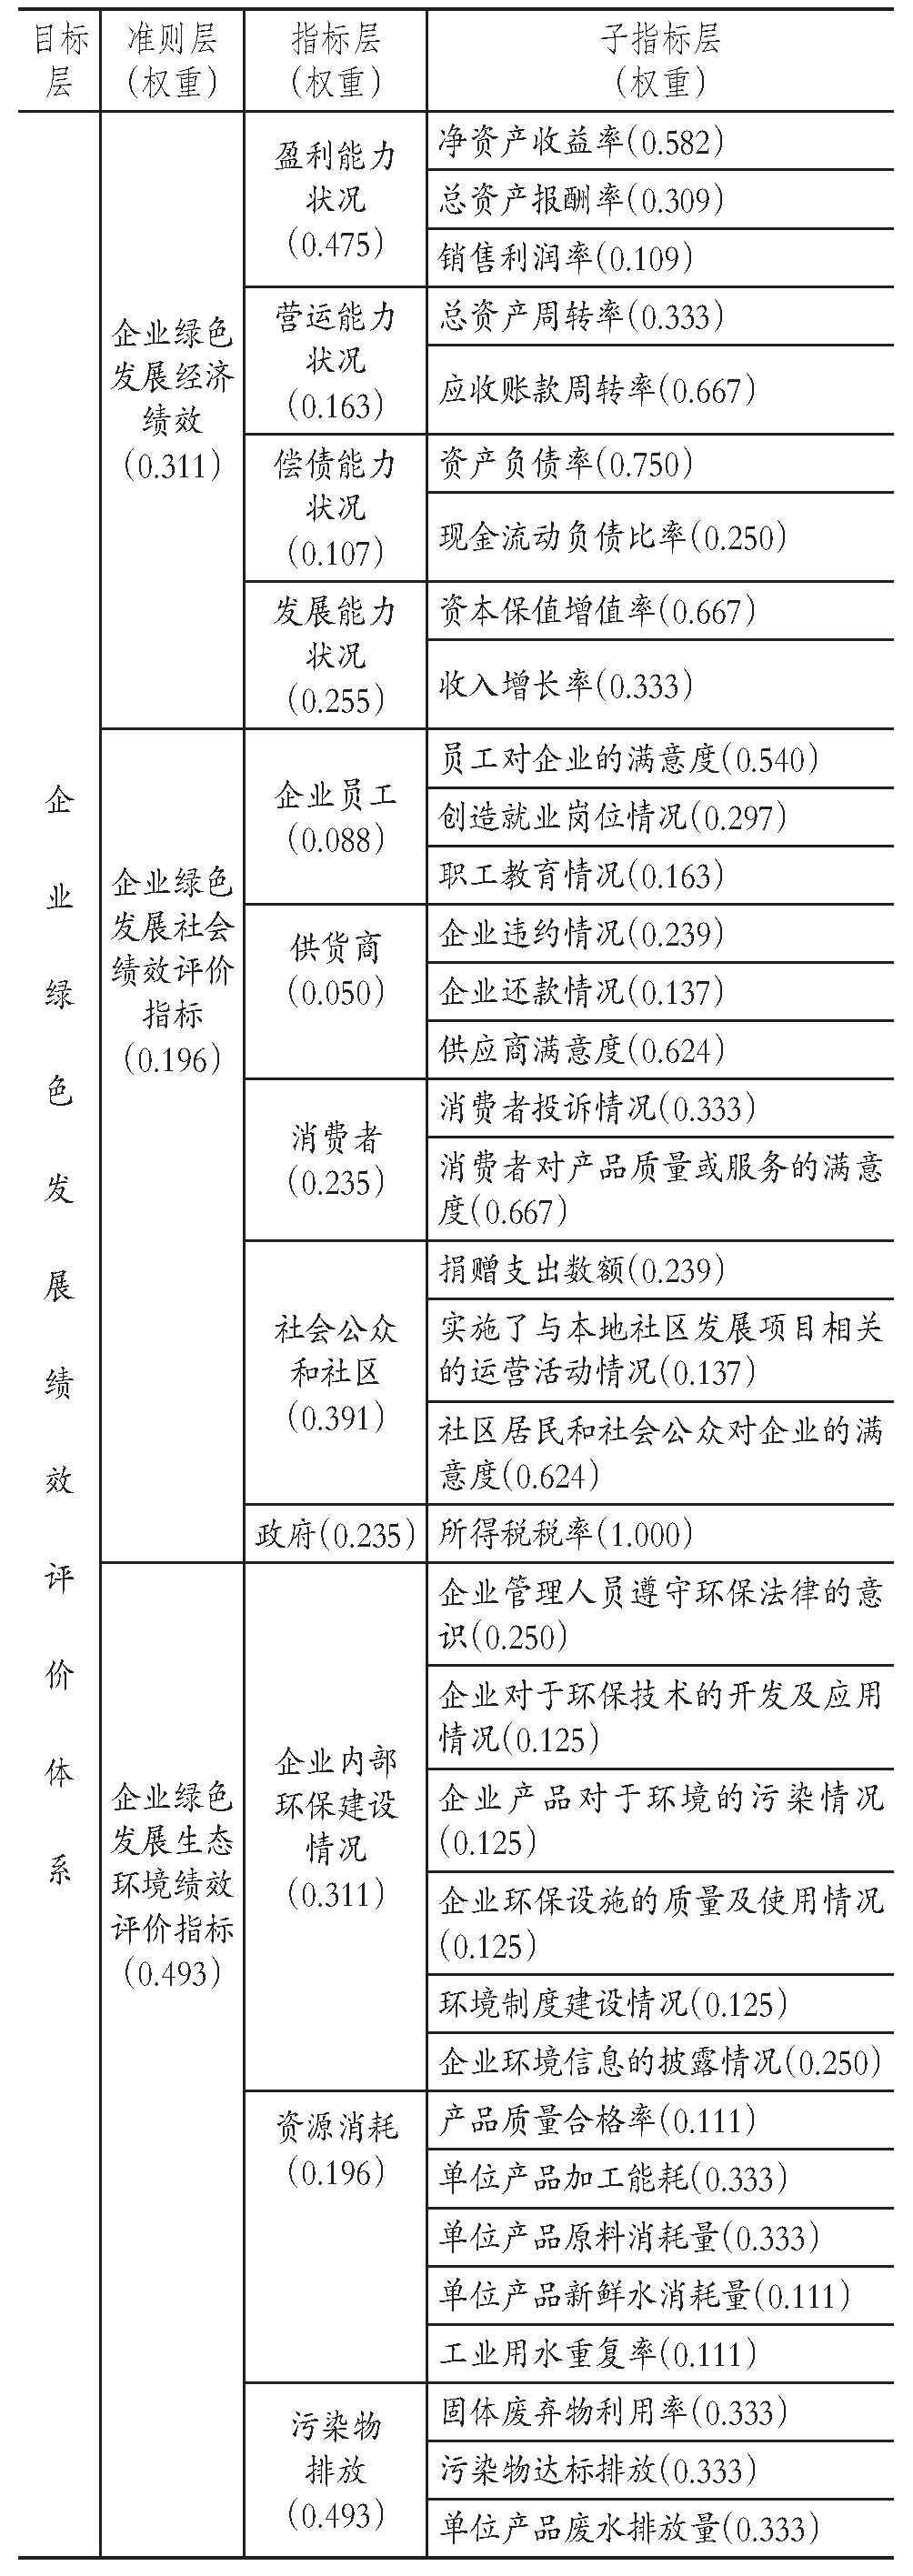 目标
层
准则层
(权重)
指标层
(权重)
子指标层
(权重)
企
业
绿
色
发
展
绩
效
评
价
体
系
企业绿色
发展经济
绩效
(0.311)
盈利能力
状况
(0.475)
净资产收益率(0.582)
总资产报酬率(0.309)
销售利润率(0.109)
营运能力
状况
(0.163)
总资产周转率(0.333)
应收账款周转率(0.667)
偿债能力
状况
(0.107)
资产负债率(0.750)
现金流动负债比率(0.250)
发展能力
状况
(0.255)
资本保值增值率(0.667)
收入增长率(0.333)
企业绿色
发展社会
绩效评价
指标
(0.196)
企业员工
(0.088)
员工对企业的满意度(0.540)
创造就业岗位情况(0.297)
职工教育情况(0.163)
供货商
(0.050)
企业违约情况(0.239)
企业还款情况(0.137)
供应商满意度(0.624)
消费者
(0.235)
消费者投诉情况(0.333)
消费者对产品质量或服务的满意
度(0.667)
社会公众
和社区
(0.391)
捐赠支出数额(0.239)
实施了与本地社区发展项目相关
的运营活动情况(0.137)
社区居民和社会公众对企业的满
意度(0.624)
政府(0.235)
所得税税率(1.000)
企业绿色
发展生态
环境绩效
评价指标
(0.493)
企业内部
环保建设
情况
(0.311)
企业管理人员遵守环保法律的意
识(0.250)
企业对于环保技术的开发及应用
情况(0.125)
企业产品对于环境的污染情况
(0.125)
企业环保设施的质量及使用情况
(0.125)
环境制度建设情况(0.125)
企业环境信息的披露情况(0.250)
资源消耗
(0.196)
产品质量合格率(0.111)
单位产品加工能耗(0.333)
单位产品原料消耗量(0.333)
单位产品新鲜水消耗量(0.111)
工业用水重复率(0.111)
污染物
排放
(0.493)
固体废弃物利用率(0.333)
污染物达标排放(0.333)
单位产品废水排放量(0.333)